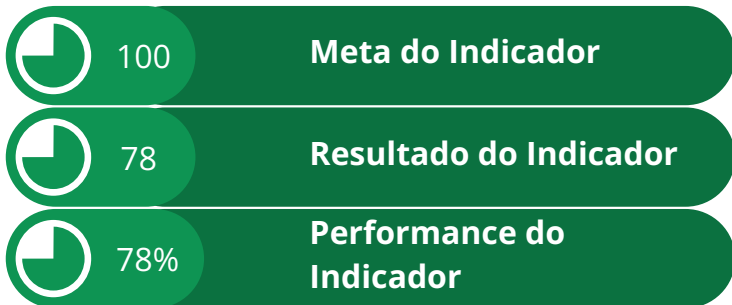 100
Meta do Indicador
78
Resultado do Indicador
78%
Performance do
Indicador